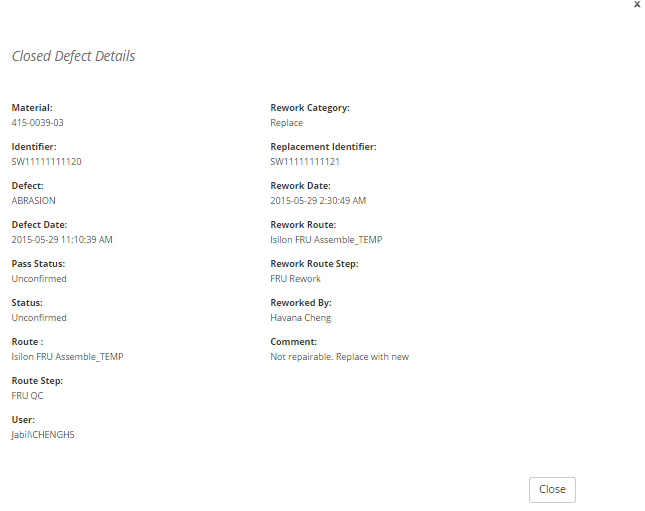 x
Closed Defect Details
Material:
415-0039-03
Identifier:
SW11111111120
Defect:
ABRASION
Defect Date:
2015-05-29 11:10:39 AM
Pass Status:
Unconfirmed
Status:
Unconfirmed
Route :
Isilon FRU Assemble_TEMP
Route Step:
FRU QC
User:
Jabil\CHENGH5
Rework Category:
Replace
Replacement Identifier:
SW11111111121
Rework Date:
2015-05-29 2:30:49 AM
Rework Route:
Isilon FRU Assemble_TEMP
Rework Route Step:
FRU Rework
Reworked By:
Havana Cheng
Comment:
Not repairable. Replace with new
Close